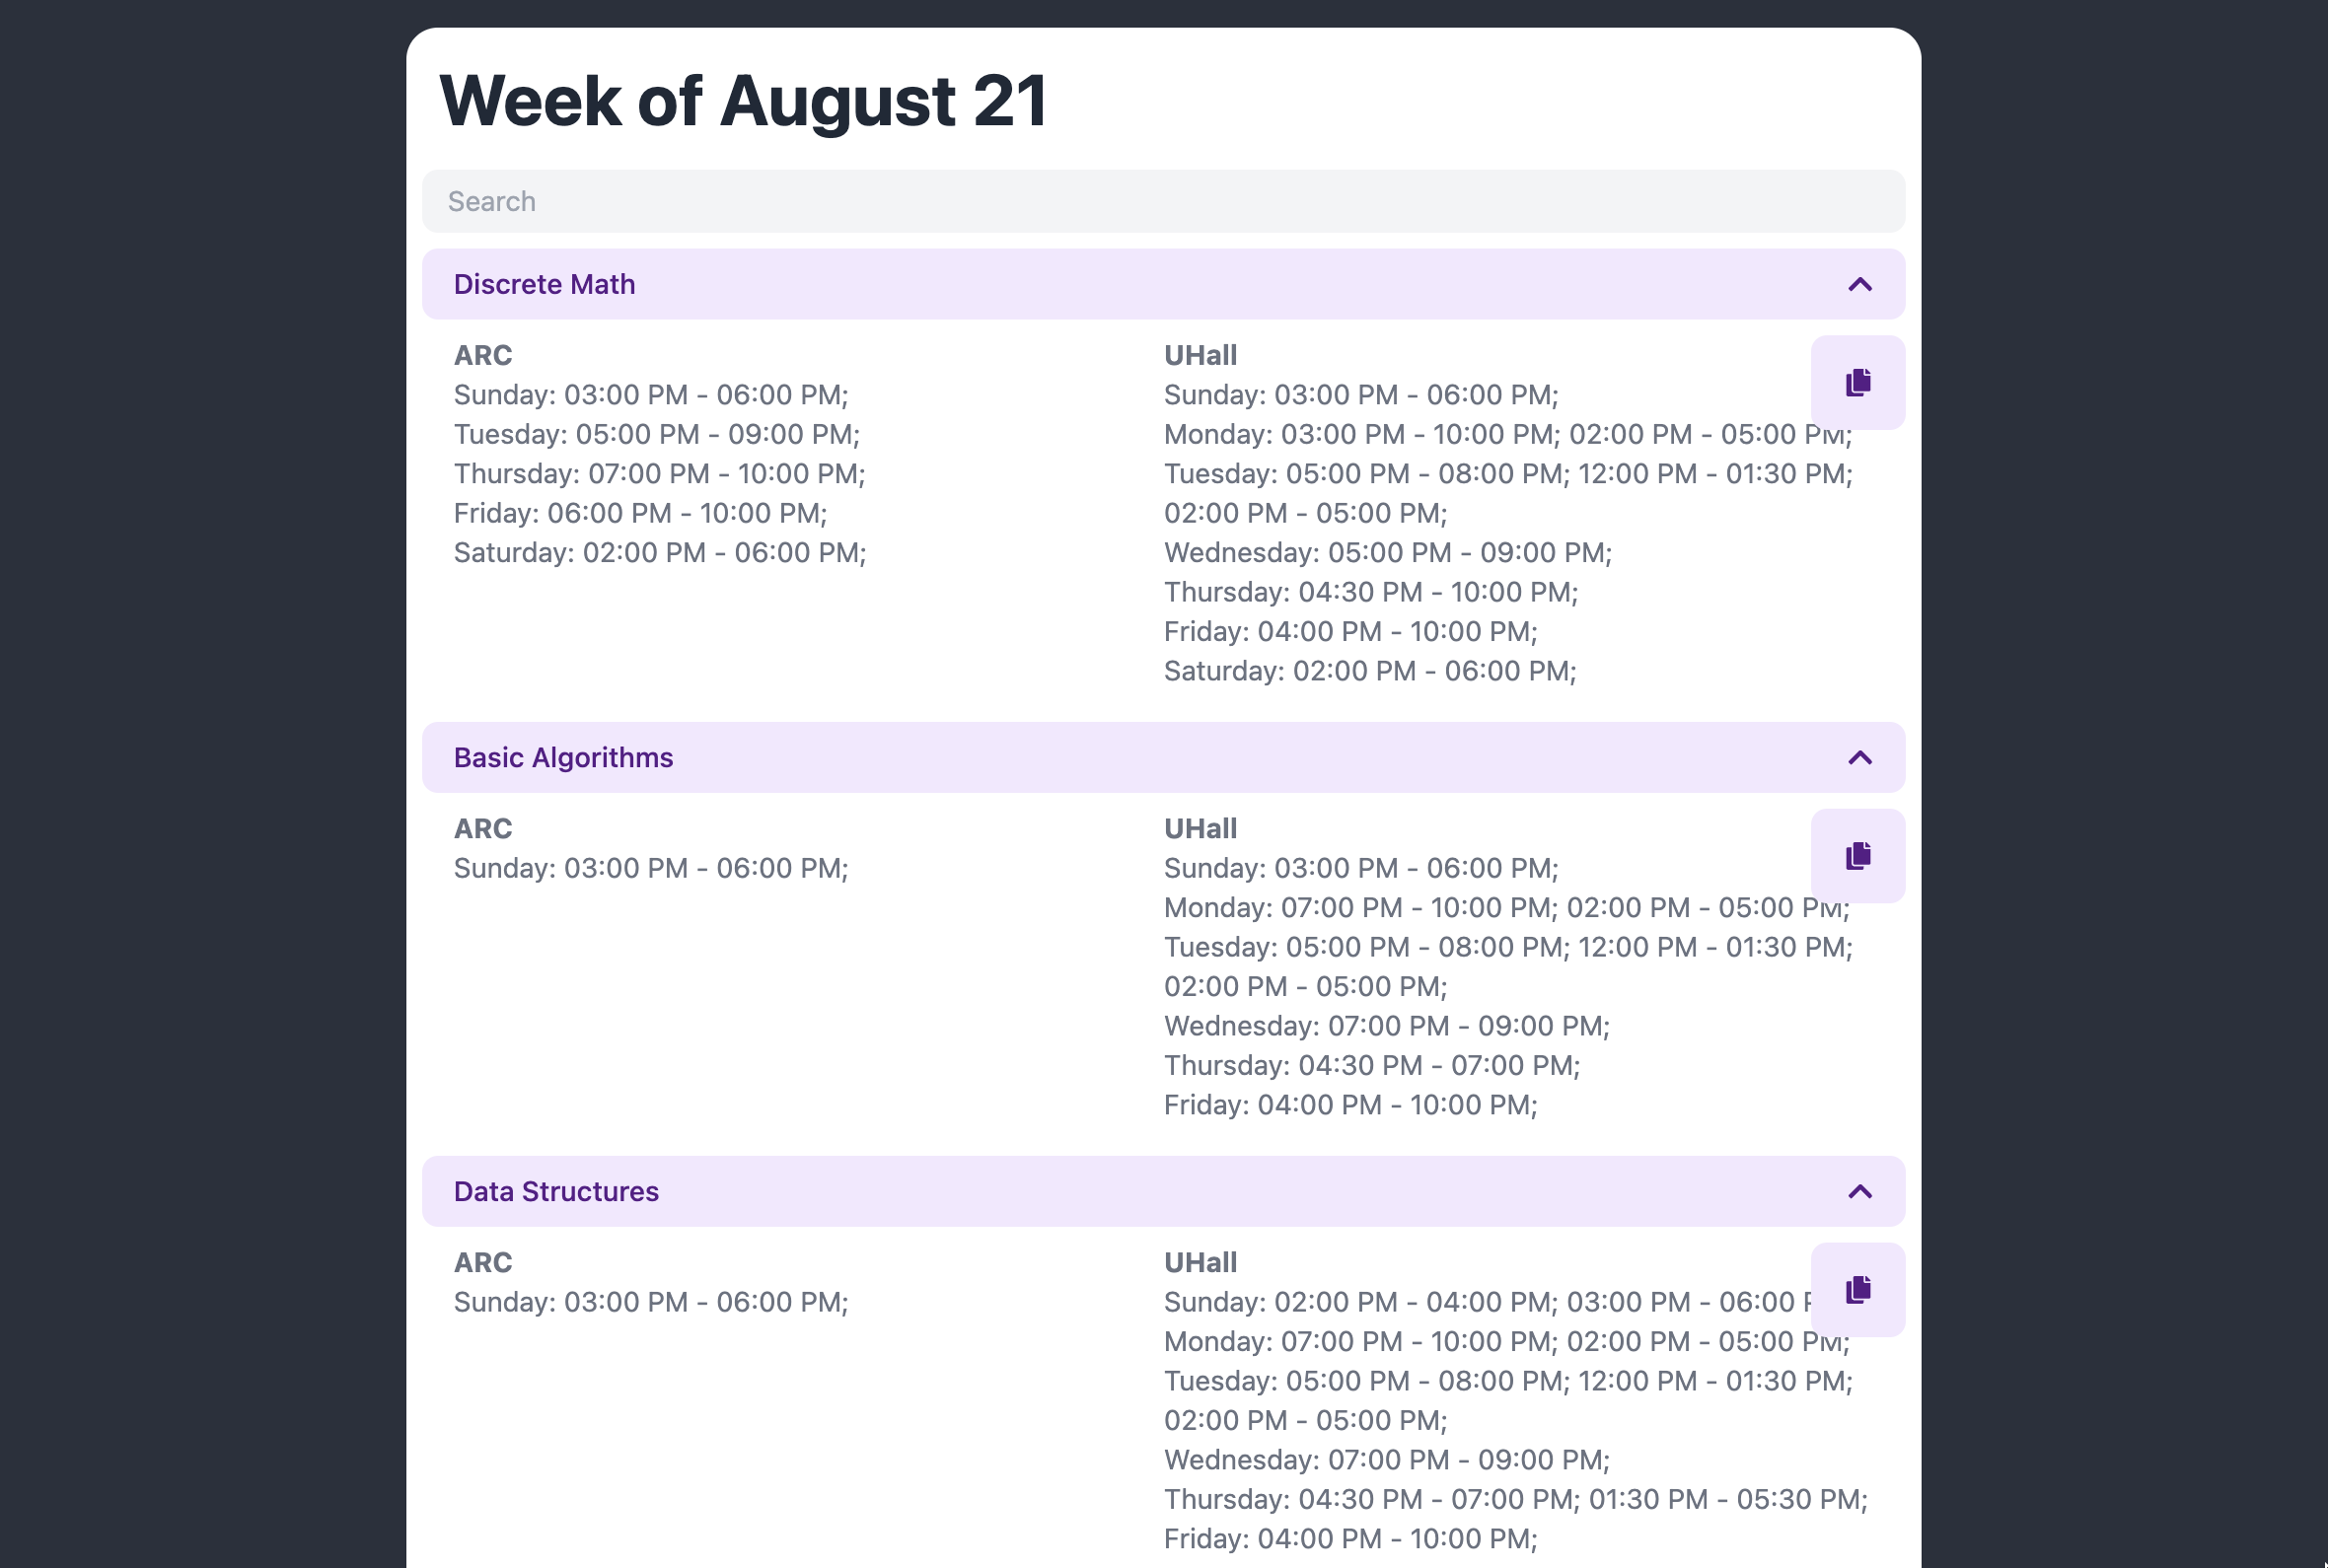 Week of August 21
Search
Discrete Math
ARC
Sunday: 03:00 PM - 06:00 PM;
Tuesday: 05:00 PM - 09:00 PM;
Thursday: 07:00 PM - 10:00 PM;
Friday: 06:00 PM - 10:00 PM;
Saturday: 02:00 PM - 06:00 PM;
UHall
Sunday: 03:00 PM - 06:00 PM;
Monday: 03:00 PM - 10:00 PM; 02:00 PM - 05:00 PM;
Tuesday: 05:00 PM - 08:00 PM; 12:00 PM - 01:30 PM;
02:00 PM - 05:00 PM;
Wednesday: 05:00 PM - 09:00 PM;
Thursday: 04:30 PM - 10:00 PM;
Friday: 04:00 PM - 10:00 PM;
Saturday: 02:00 PM - 06:00 PM;
Basic Algorithms
ARC
Sunday: 03:00 PM - 06:00 PM;
UHall
Sunday: 03:00 PM - 06:00 PM;
Monday: 07:00 PM - 10:00 PM; 02:00 PM - 05:00 PM;
Tuesday: 05:00 PM - 08:00 PM; 12:00 PM - 01:30 PM;
02:00 PM - 05:00 PM;
Wednesday: 07:00 PM - 09:00 PM;
Thursday: 04:30 PM - 07:00 PM;
Friday: 04:00 PM - 10:00 PM;
Data Structures
ARC
Sunday: 03:00 PM - 06:00 PM;
UHall
Sunday: 02:00 PM - 04:00 PM; 03:00 PM - 06:00
Monday: 07:00 PM - 10:00 PM; 02:00 PM - 05:00 PM;
Tuesday: 05:00 PM - 08:00 PM; 12:00 PM - 01:30 PM;
02:00 PM - 05:00 PM;
Wednesday: 07:00 PM - 09:00 PM;
Thursday: 04:30 PM - 07:00 PM; 01:30 PM - 05:30 PM;
Friday: 04:00 PM - 10:00 PM;